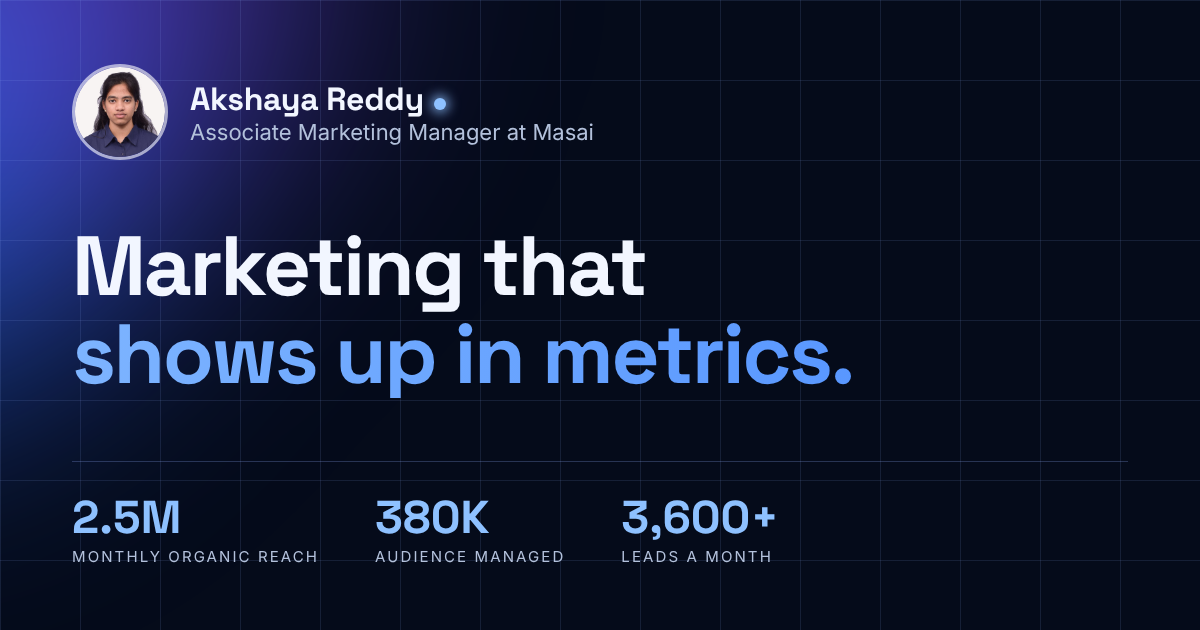 Akshaya Reddy
Associate Marketing Manager at Masai
Marketing that
shows up in metrics.
2.5M
MONTHLY ORGANIC REACH
380K
AUDIENCE MANAGED
3,600+
LEADS A MONTH